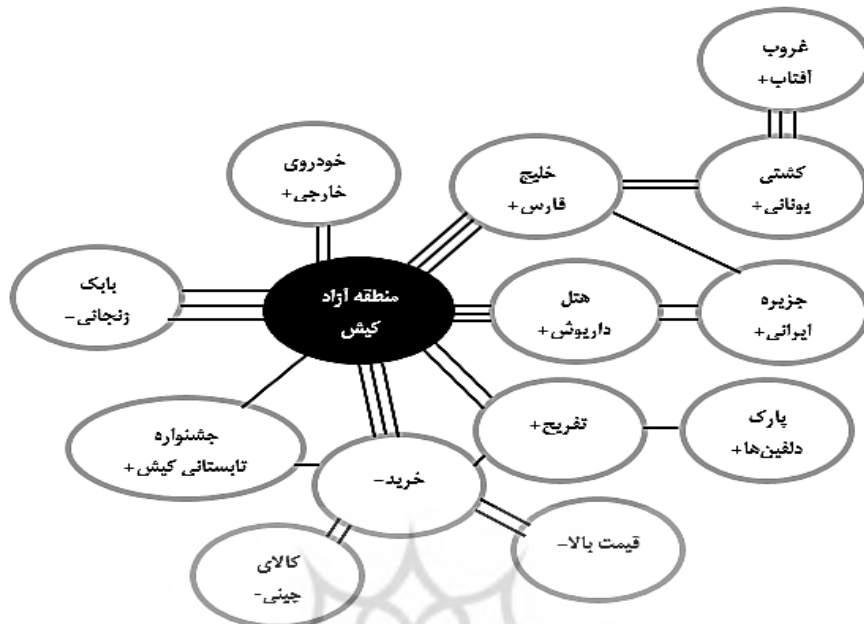 غروب
آفتاب+
خودروی
خارجی+
خلیج
فارس+
کشتی
یونانی+
بابک
زنجانی-
منطقه آزاد
کیش
هتل
داریوش+
جزیره
ایرانی+
جشنواره
تابستانی کیش+
تفریح+
پارک
دلفین‌ها+
خرید-
قیمت بالا-
کالای
چینی-